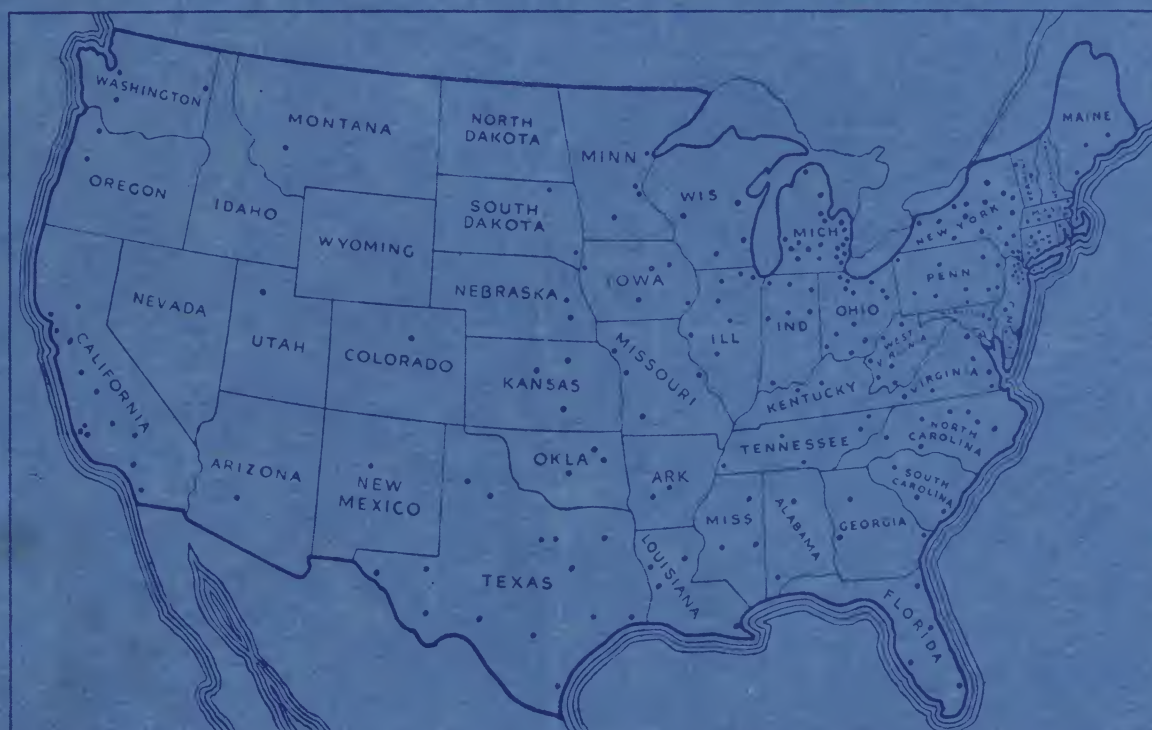 WASHINGTON
MONTANA
NORTH
DAKOTA
MINN
MAINE
OREGON
IDAHO
SOUTH
DAKOTA
WIS
MICH
NEW YORK
MASS
WYOMING
NEBRASKA
IOWA
PENN
NEVADA
UTAH
COLORADO
ILL
IND
OHIO
WEST
VIRGINIA
CALIFORNIA
KANSAS
MISSOURI
KENTUCKY
VIRGINIA
ARIZONA
NEW
MEXICO
OKLA
ARK
TENNESSEE
NORTH
CAROLINA
SOUTH
CAROLINA
TEXAS
LOUISIANA
MISS
ALABAMA
GEORGIA
FLORIDA